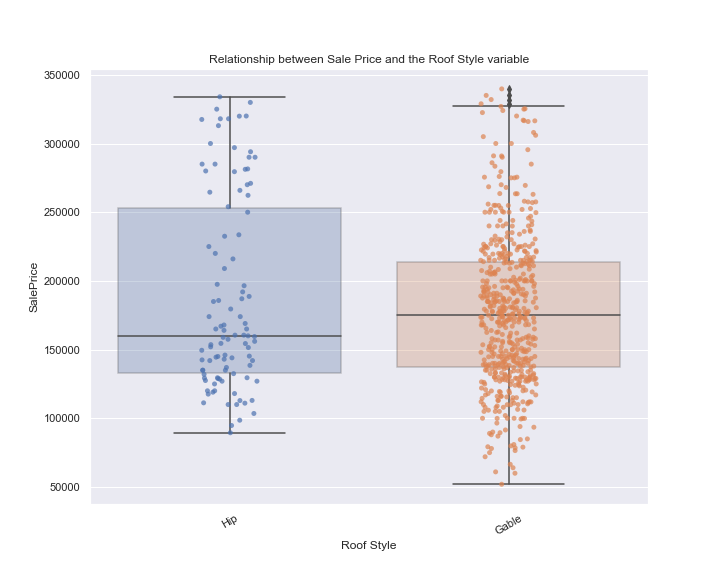 Relationship between Sale Price and the Roof Style variable
350000
300000
250000
200000
150000
100000
50000
SalePrice
Hip
Gable
Roof Style